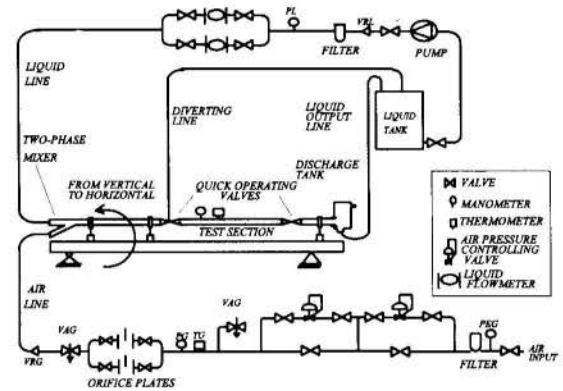 PL
VRL
FILTER
PUMP
LIQUID
LINE
DIVERTING
LINE
LIQUID
OUTPUT
LINE
LIQUID
TANK
TWO-PHASE
MIXER
DISCHARGE
TANK
FROM VERTICAL
TO HORIZONTAL
QUICK OPERATING
VALVES
TEST SECTION
VALVE
MANOMETER
THERMOMETER
AIR PRESSURE
CONTROLLING
VALVE
LIQUID
FLOWMETER
AIR
LINE
VAG
VAG
PG
TG
PEG
VRG
ORIFICE PLATES
FILTER
AIR
INPUT